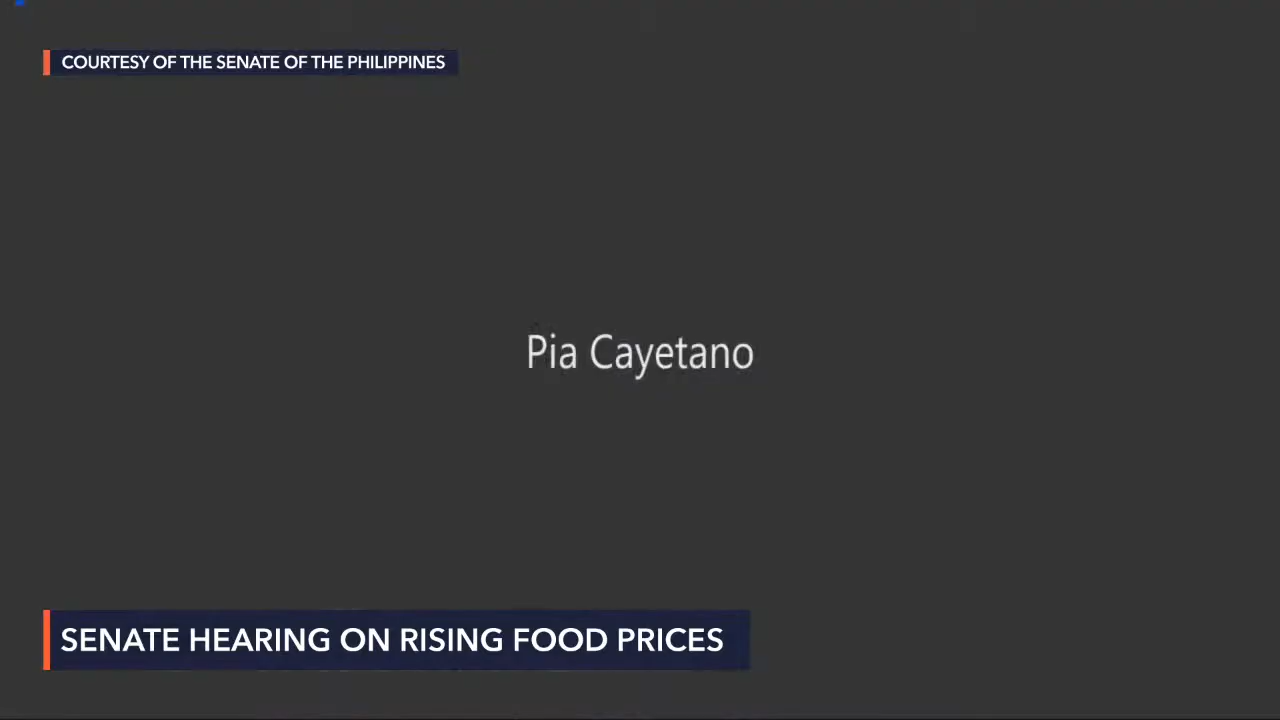 COURTESY OF THE SENATE OF THE PHILIPPINES
Pia Cayetano
SENATE HEARING ON RISING FOOD PRICES